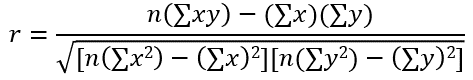 r = n(∑xy) − (∑x)(∑y) / √[n(∑x²) − (∑x)²][n(∑y²) − (∑y)²]